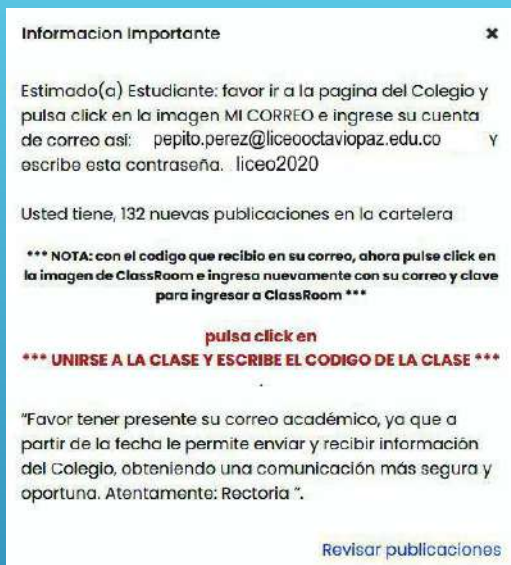 Informacion Importante ×
Estimado(a) Estudiante: favor ir a la pagina del Colegio y
pulsa click en la imagen MI CORREO e ingrese su cuenta
de correo asi: pepito.perez@liceooctaviopaz.edu.co Y
escribe esta contraseña. liceo2020
Usted tiene, 132 nuevas publicaciones en la cartelera
*** NOTA: con el codigo que recibio en su correo, ahora pulse click en
la imagen de ClassRoom e ingresa nuevamente con su correo y clave
para ingresar a ClassRoom ***
pulsa click en
*** UNIRSE A LA CLASE Y ESCRIBE EL CODIGO DE LA CLASE ***
.
"Favor tener presente su correo académico, ya que a
partir de la fecha le permite enviar y recibir información
del Colegio, obteniendo una comunicación más segura y
oportuna. Atentamente: Rectoria ".
Revisar publicaciones